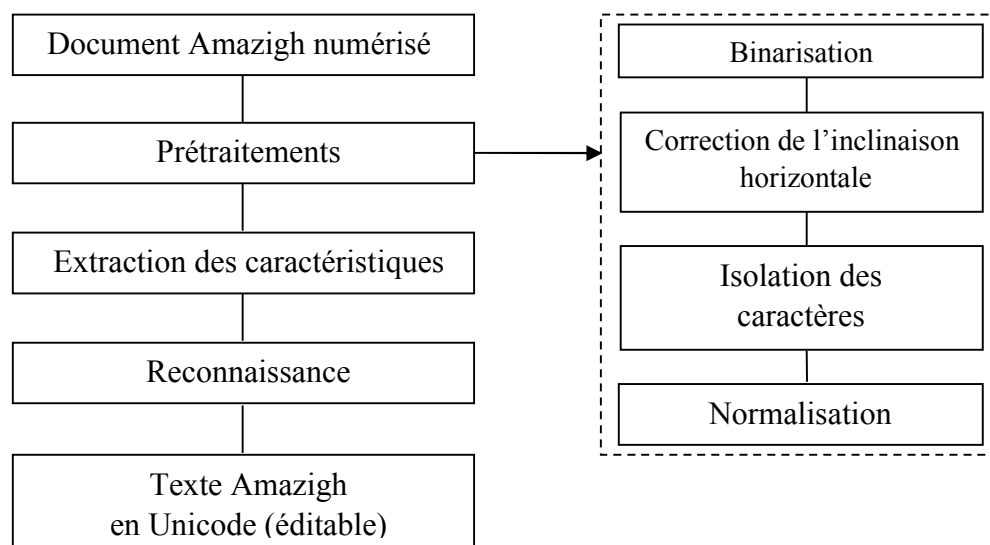 Document Amazigh numérisé
Prétraitements
Extraction des caractéristiques
Reconnaissance
Texte Amazigh
en Unicode (éditable)
Binarisation
Correction de l’inclinaison
horizontale
Isolation des
caractères
Normalisation